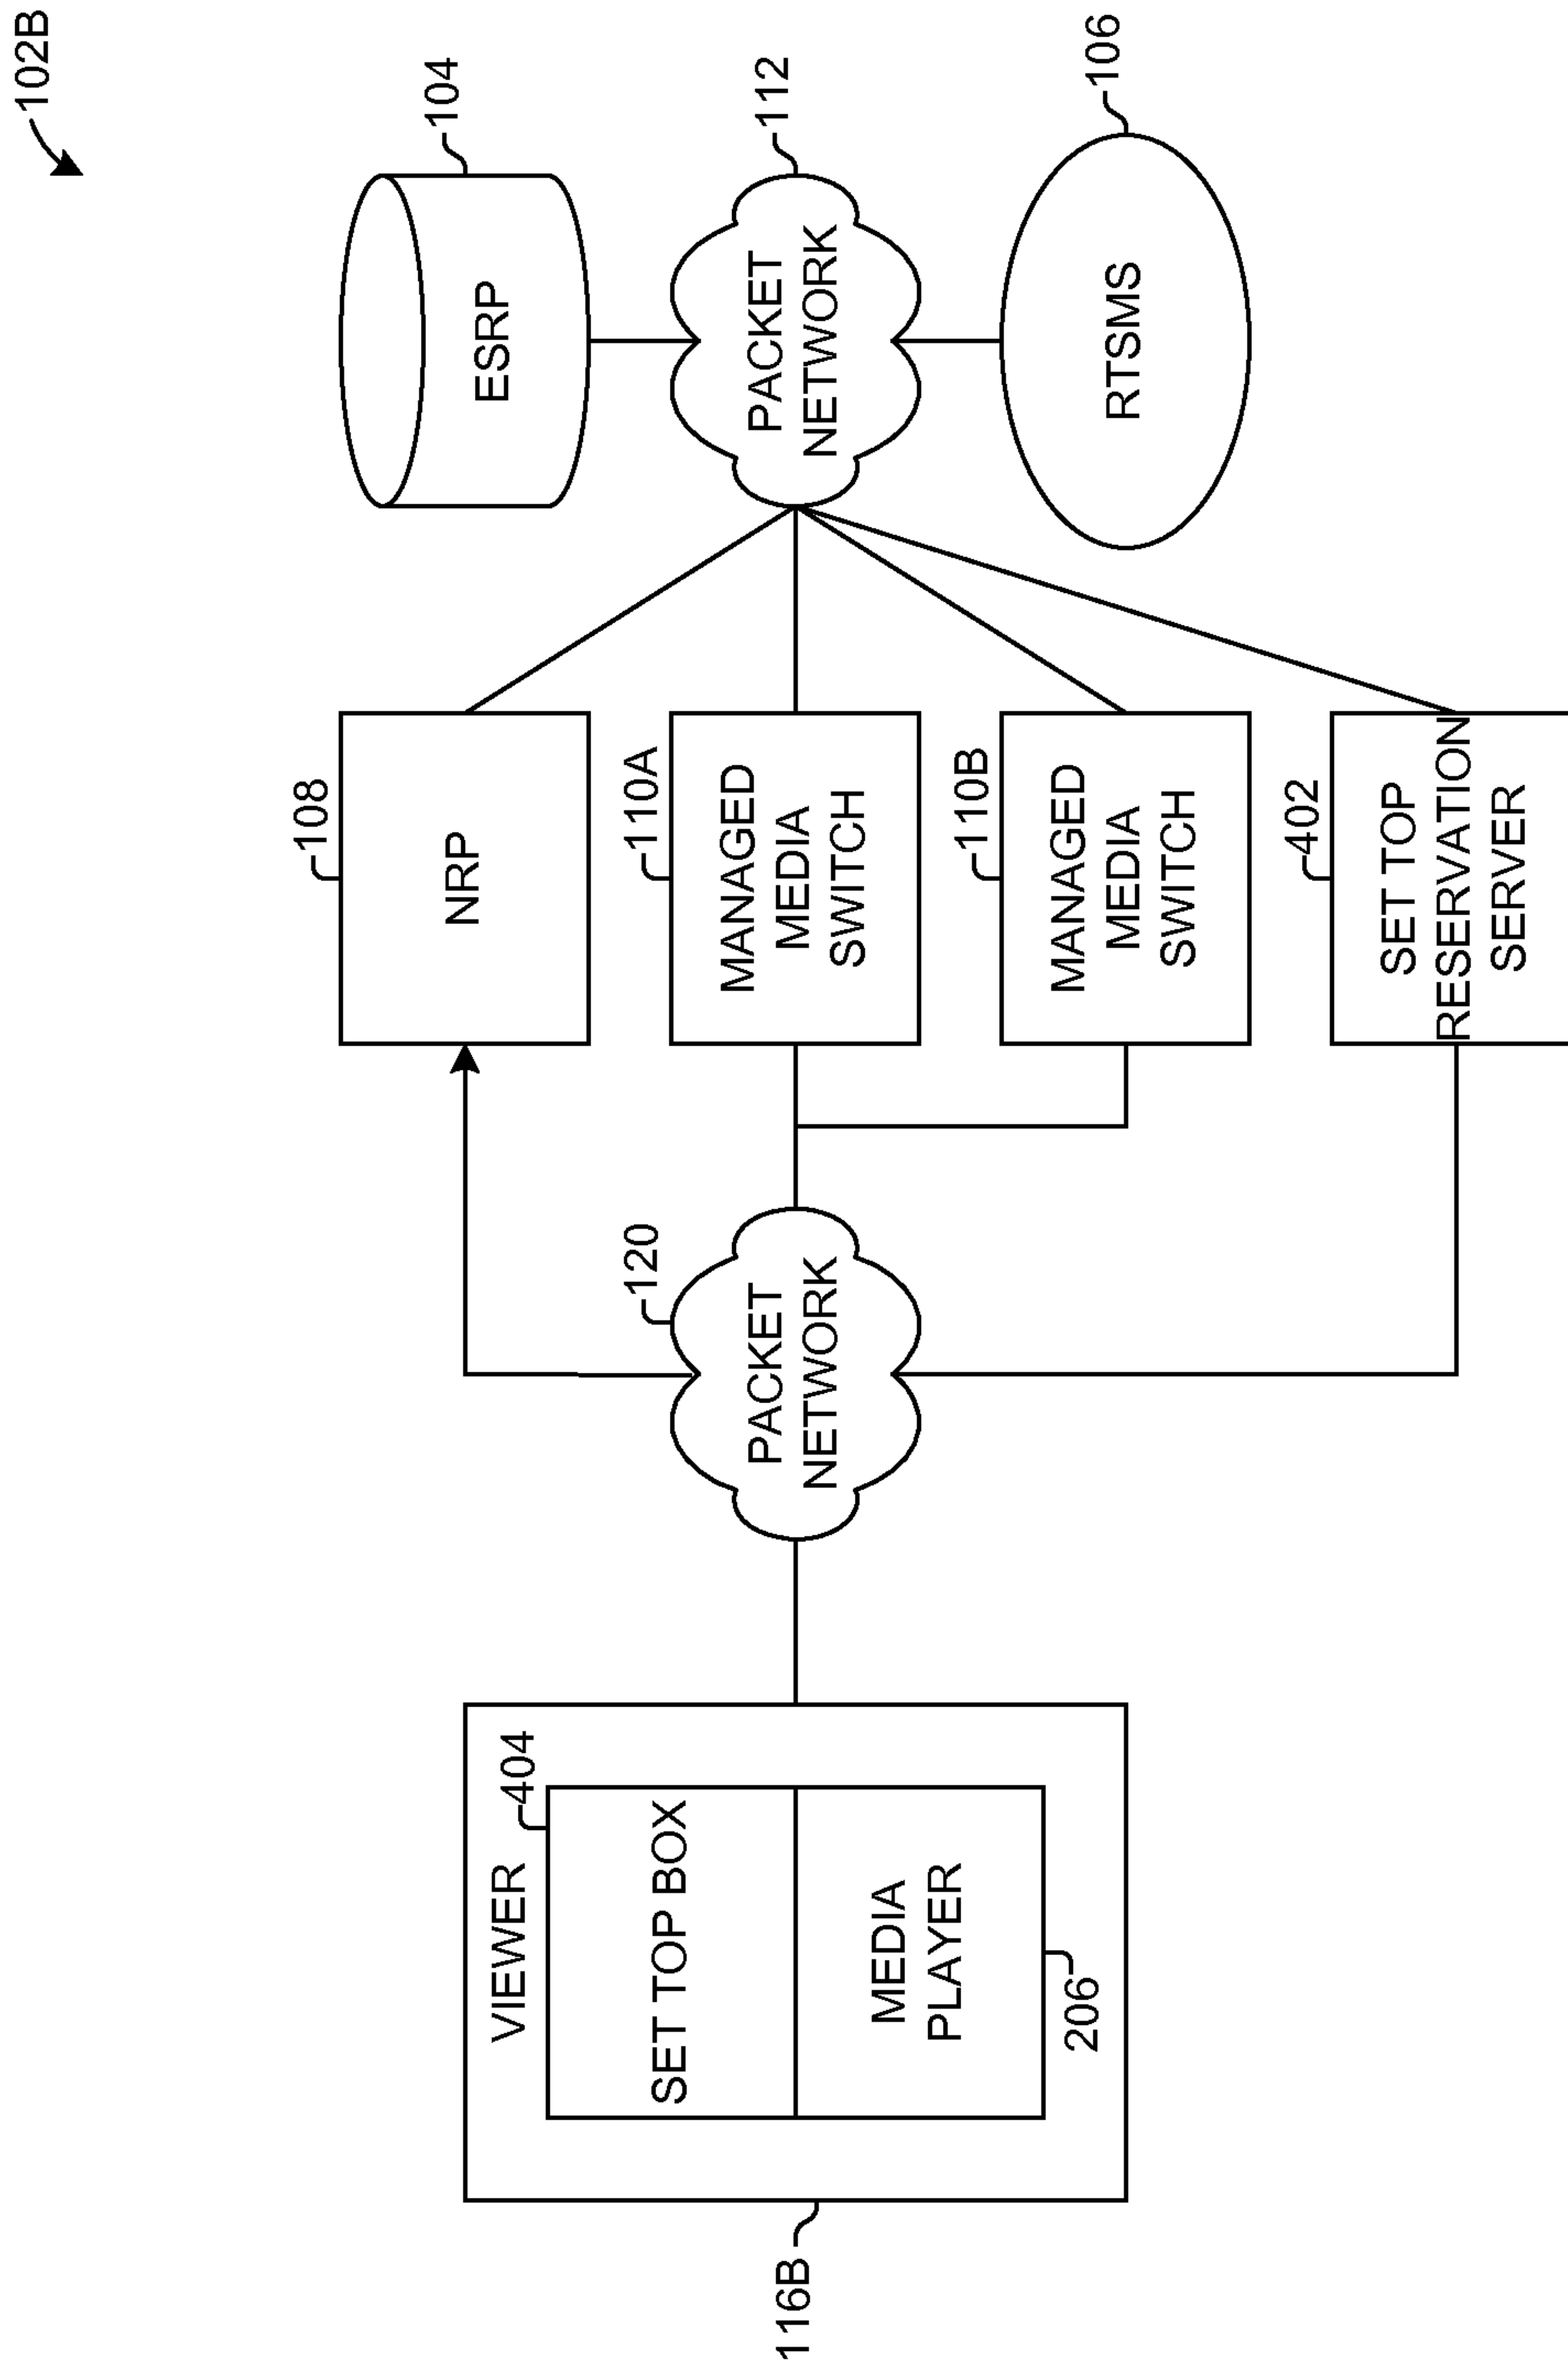 102B
104
ESRP
112
PACKET
NETWORK
106
RTSMS
108
NRP
110A
MANAGED
MEDIA
SWITCH
110B
MANAGED
MEDIA
SWITCH
402
SET TOP
RESERVATION
SERVER
120
PACKET
NETWORK
VIEWER
404
SET TOP BOX
MEDIA
PLAYER
206
116B